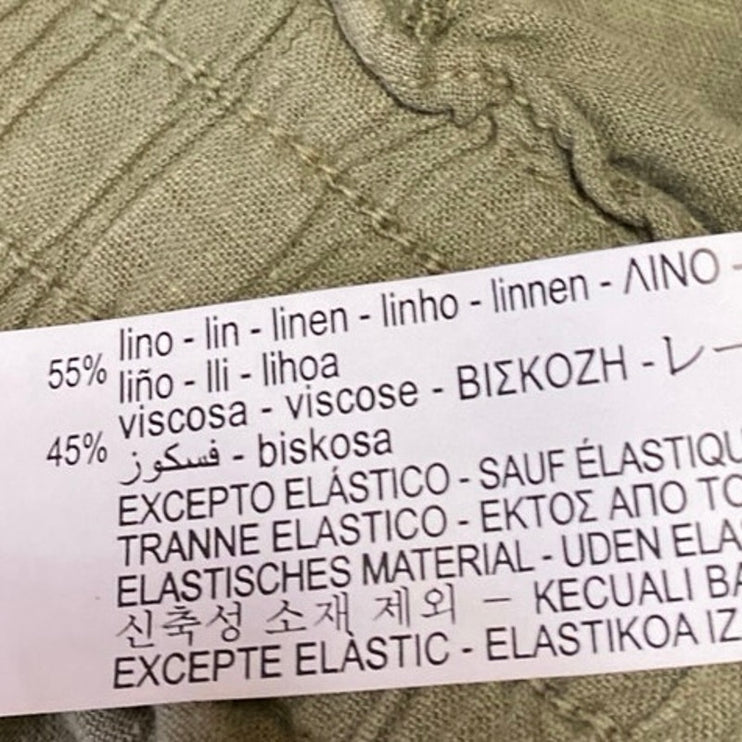 55% lino - lin - linen - linho - linnen - ΛΙΝΟ -
liño - lli - lihoa
45% viscosa - viscose - ΒΙΣΚΟΖΗ - レー
فسكوز - biskosa
EXCEPTO ELÁSTICO - SAUF ÉLASTIQU
TRANNE ELASTICO - ΕΚΤΟΣ ΑΠΟ ΤΟ
ELASTISCHES MATERIAL - UDEN ELA
신축성 소재 제외 – KECUALI BA
EXCEPTE ELÀSTIC - ELASTIKOA IZ